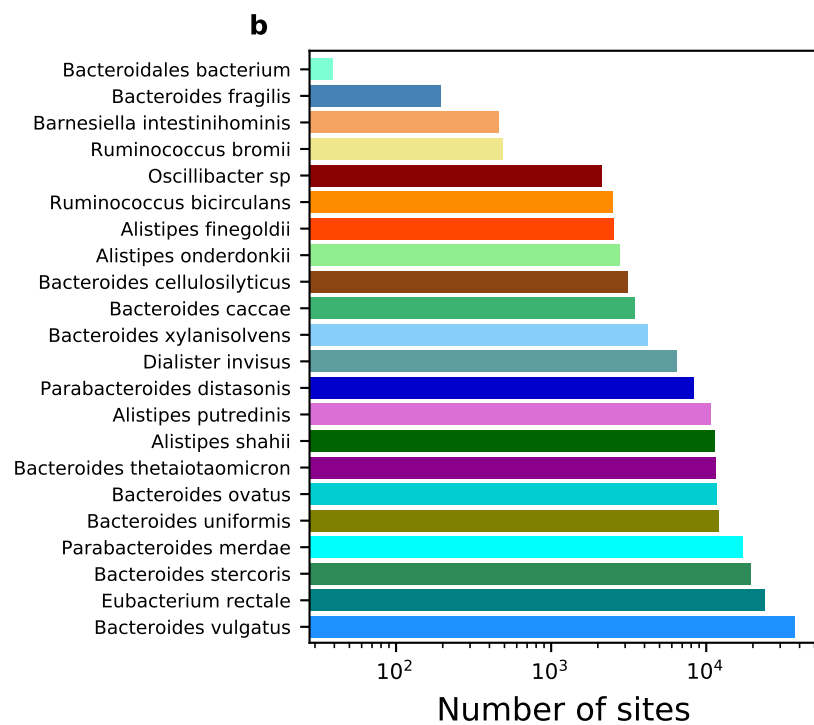 b
Bacteroidales bacterium
Bacteroides fragilis
Barnesiella intestinihominis
Ruminococcus bromii
Oscillibacter sp
Ruminococcus bicirculans
Alistipes finegoldii
Alistipes onderdonkii
Bacteroides cellulosilyticus
Bacteroides caccae
Bacteroides xylanisolvens
Dialister invisus
Parabacteroides distasonis
Alistipes putredinis
Alistipes shahii
Bacteroides thetaiotaomicron
Bacteroides ovatus
Bacteroides uniformis
Parabacteroides merdae
Bacteroides stercoris
Eubacterium rectale
Bacteroides vulgatus
10² 10³ 10⁴
Number of sites